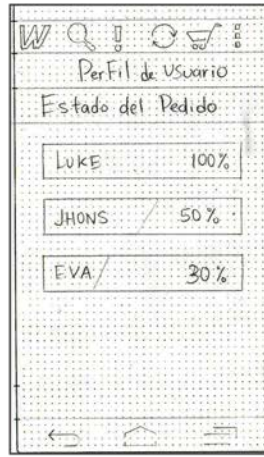 W !
Perfil de Usuario
Estado del Pedido
LUKE 100%
JHONS 50%
EVA 30%